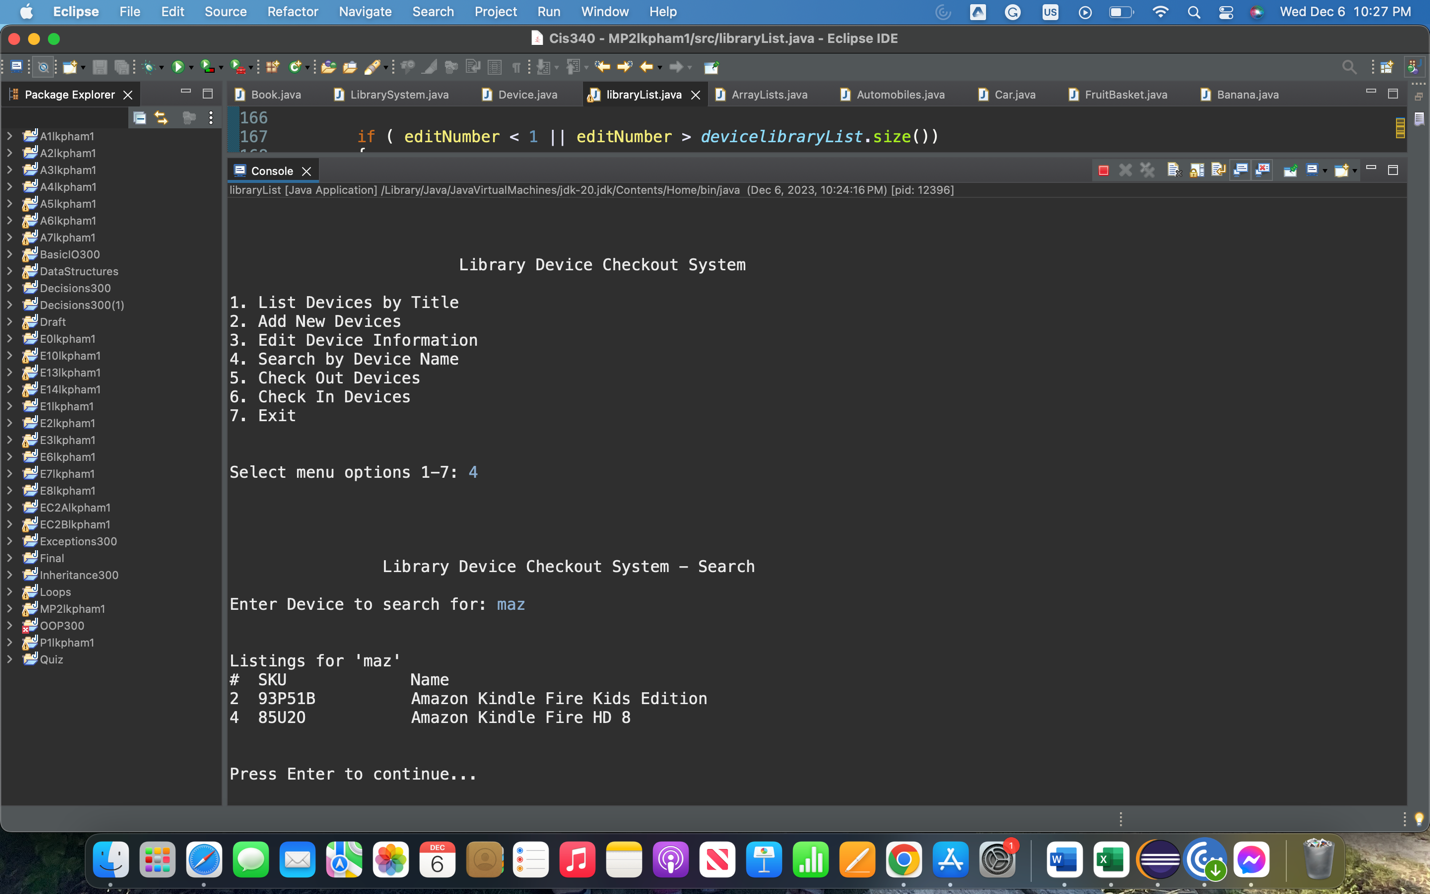 Eclipse File Edit Source Refactor Navigate Search Project Run Window Help US Wed Dec 6 10:27 PM
Cis340 - MP2lkpham1/src/libraryList.java - Eclipse IDE
Package Explorer
Book.java LibrarySystem.java Device.java libraryList.java ArrayLists.java Automobiles.java Car.java FruitBasket.java Banana.java
166
167 if ( editNumber < 1 || editNumber > devicelibraryList.size())
Console
libraryList [Java Application] /Library/Java/JavaVirtualMachines/jdk-20.jdk/Contents/Home/bin/java (Dec 6, 2023, 10:24:16 PM) [pid: 12396]
A1lkpham1
A2lkpham1
A3lkpham1
A4lkpham1
A5lkpham1
A6lkpham1
A7lkpham1
BasicIO300
DataStructures
Decisions300
Decisions300(1)
Draft
E0lkpham1
E10lkpham1
E13lkpham1
E14lkpham1
E1lkpham1
E2lkpham1
E3lkpham1
E6lkpham1
E7lkpham1
E8lkpham1
EC2Alkpham1
EC2Blkpham1
Exceptions300
Final
Inheritance300
Loops
MP2lkpham1
OOP300
P1lkpham1
Quiz
Library Device Checkout System
1. List Devices by Title
2. Add New Devices
3. Edit Device Information
4. Search by Device Name
5. Check Out Devices
6. Check In Devices
7. Exit
Select menu options 1-7: 4
Library Device Checkout System - Search
Enter Device to search for: maz
Listings for 'maz'
# SKU Name
2 93P51B Amazon Kindle Fire Kids Edition
4 85U2O Amazon Kindle Fire HD 8
Press Enter to continue...
DEC
6
1